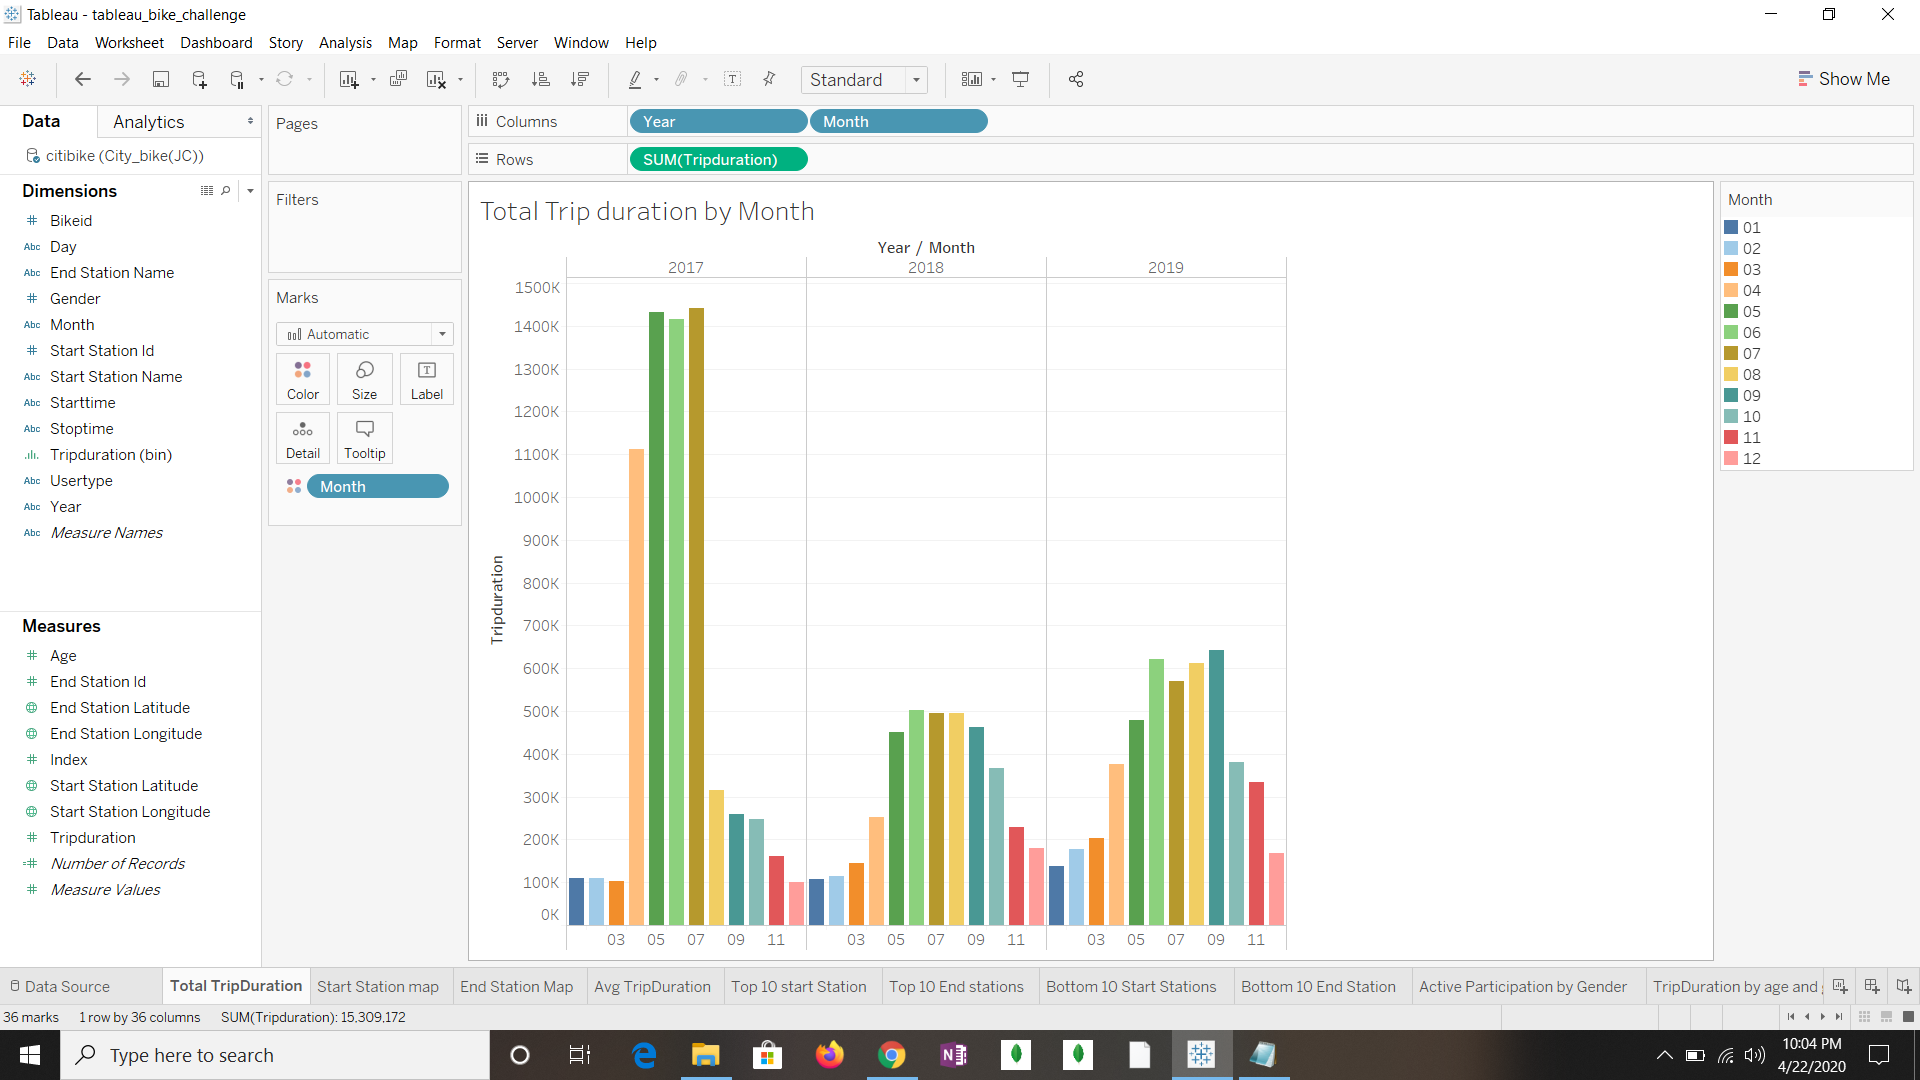 Tableau - tableau_bike_challenge
File Data Worksheet Dashboard Story Analysis Map Format Server Window Help
Standard
Show Me
Data Analytics
citibike (City_bike(JC))
Dimensions
# Bikeid
Abc Day
Abc End Station Name
# Gender
Abc Month
# Start Station Id
Abc Start Station Name
Abc Starttime
Abc Stoptime
Tripduration (bin)
Abc Usertype
Abc Year
Abc Measure Names
Measures
# Age
# End Station Id
End Station Latitude
End Station Longitude
# Index
Start Station Latitude
Start Station Longitude
# Tripduration
=# Number of Records
# Measure Values
Pages
Filters
Marks
Automatic
Color Size Label
Detail Tooltip
Month
Columns Year Month
Rows SUM(Tripduration)
Total Trip duration by Month
Year / Month
2017 2018 2019
Tripduration
1500K
1400K
1300K
1200K
1100K
1000K
900K
800K
700K
600K
500K
400K
300K
200K
100K
0K
03 05 07 09 11 03 05 07 09 11 03 05 07 09 11
Month
01
02
03
04
05
06
07
08
09
10
11
12
Data Source Total TripDuration Start Station map End Station Map Avg TripDuration Top 10 start Station Top 10 End stations Bottom 10 Start Stations Bottom 10 End Station Active Participation by Gender TripDuration by age and
36 marks 1 row by 36 columns SUM(Tripduration): 15,309,172
Type here to search
N
10:04 PM
4/22/2020